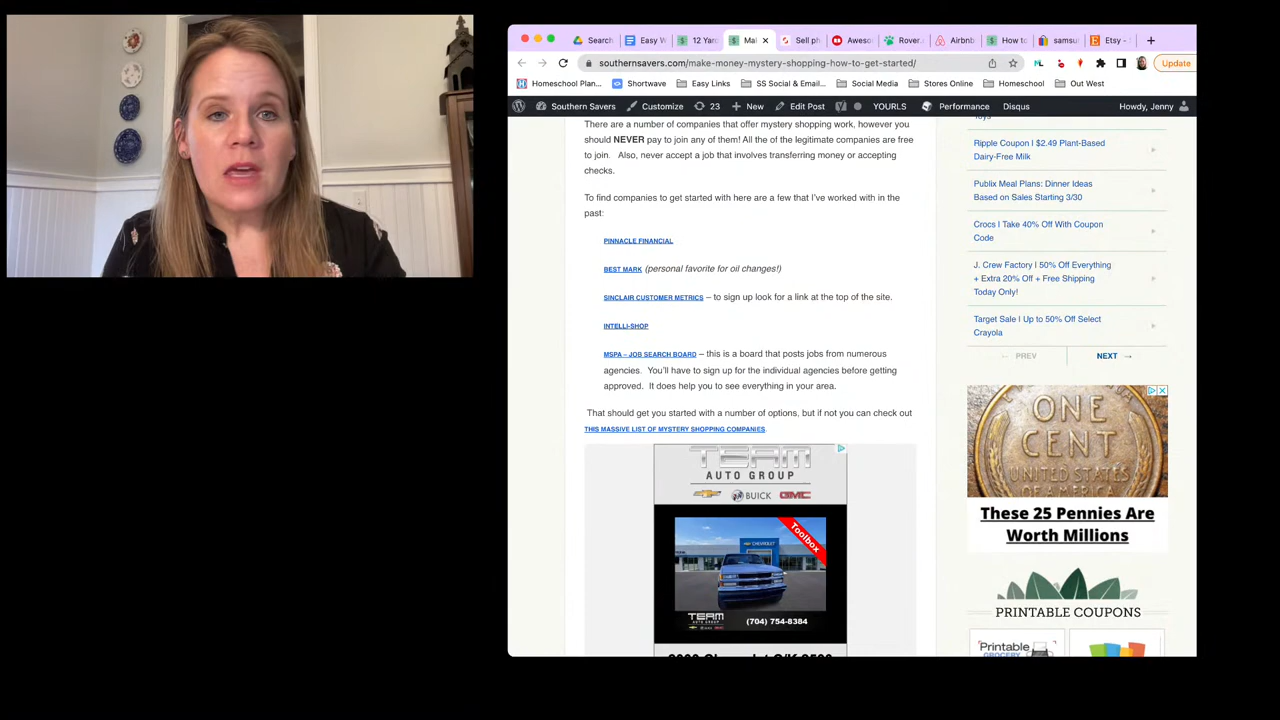 Search
Easy W
12 Yard
Mal
Sell ph
Aweso
Rover.
Airbnb
How to
samsu
Etsy -
southernsavers.com/make-money-mystery-shopping-how-to-get-started/
Update
Homeschool Plan...
Shortwave
Easy Links
SS Social & Email...
Social Media
Stores Online
Homeschool
Out West
Southern Savers
Customize
23
New
Edit Post
YOURLS
Performance
Disqus
Howdy, Jenny
There are a number of companies that offer mystery shopping work, however you
should NEVER pay to join any of them! All the of the legitimate companies are free
to join. Also, never accept a job that involves transferring money or accepting
checks.
To find companies to get started with here are a few that I've worked with in the
past:
PINNACLE FINANCIAL
BEST MARK (personal favorite for oil changes!)
SINCLAIR CUSTOMER METRICS – to sign up look for a link at the top of the site.
INTELLI-SHOP
MSPA – JOB SEARCH BOARD – this is a board that posts jobs from numerous
agencies. You'll have to sign up for the individual agencies before getting
approved. It does help you to see everything in your area.
That should get you started with a number of options, but if not you can check out
THIS MASSIVE LIST OF MYSTERY SHOPPING COMPANIES.
TEAM
AUTO GROUP
BUICK GMC
CHEVROLET
Toolbox
TEAM
(704) 754-8384
Toys
Ripple Coupon | $2.49 Plant-Based
Dairy-Free Milk
Publix Meal Plans: Dinner Ideas
Based on Sales Starting 3/30
Crocs | Take 40% Off With Coupon
Code
J. Crew Factory | 50% Off Everything
+ Extra 20% Off + Free Shipping
Today Only!
Target Sale | Up to 50% Off Select
Crayola
← PREV
NEXT →
ONE
CENT
UNITED STATES
OF AMERICA
These 25 Pennies Are
Worth Millions
PRINTABLE COUPONS
Printable
GROCERY